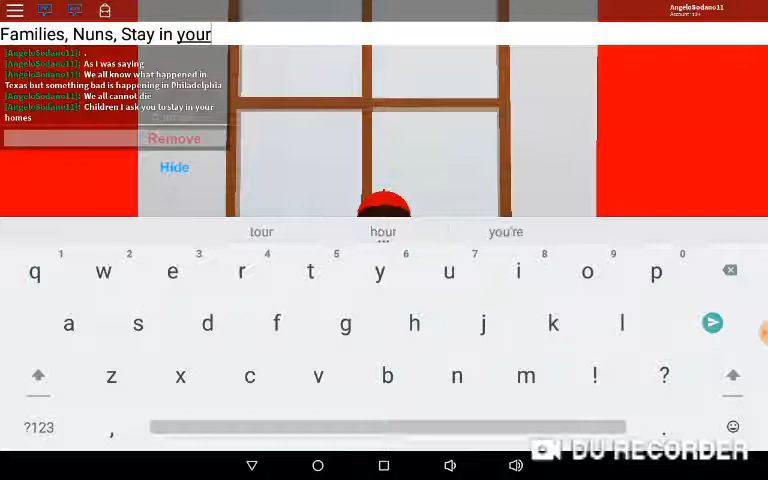 AngeloSodano11
Account: 13+
Families, Nuns, Stay in your
[AngeloSodano11]: .
[AngeloSodano11]: As I was saying
[AngeloSodano11]: We all know what happened in
Texas but something bad is happening in Philadelphia
[AngeloSodano11]: We all cannot die
[AngeloSodano11]: Children I ask you to stay in your
homes
Remove
Hide
tour hour you're
1 2 3 4 5 6 7 8 9 0
q w e r t y u i o p
a s d f g h j k l
z x c v b n m ! ?
?123 , .
DU RECORDER